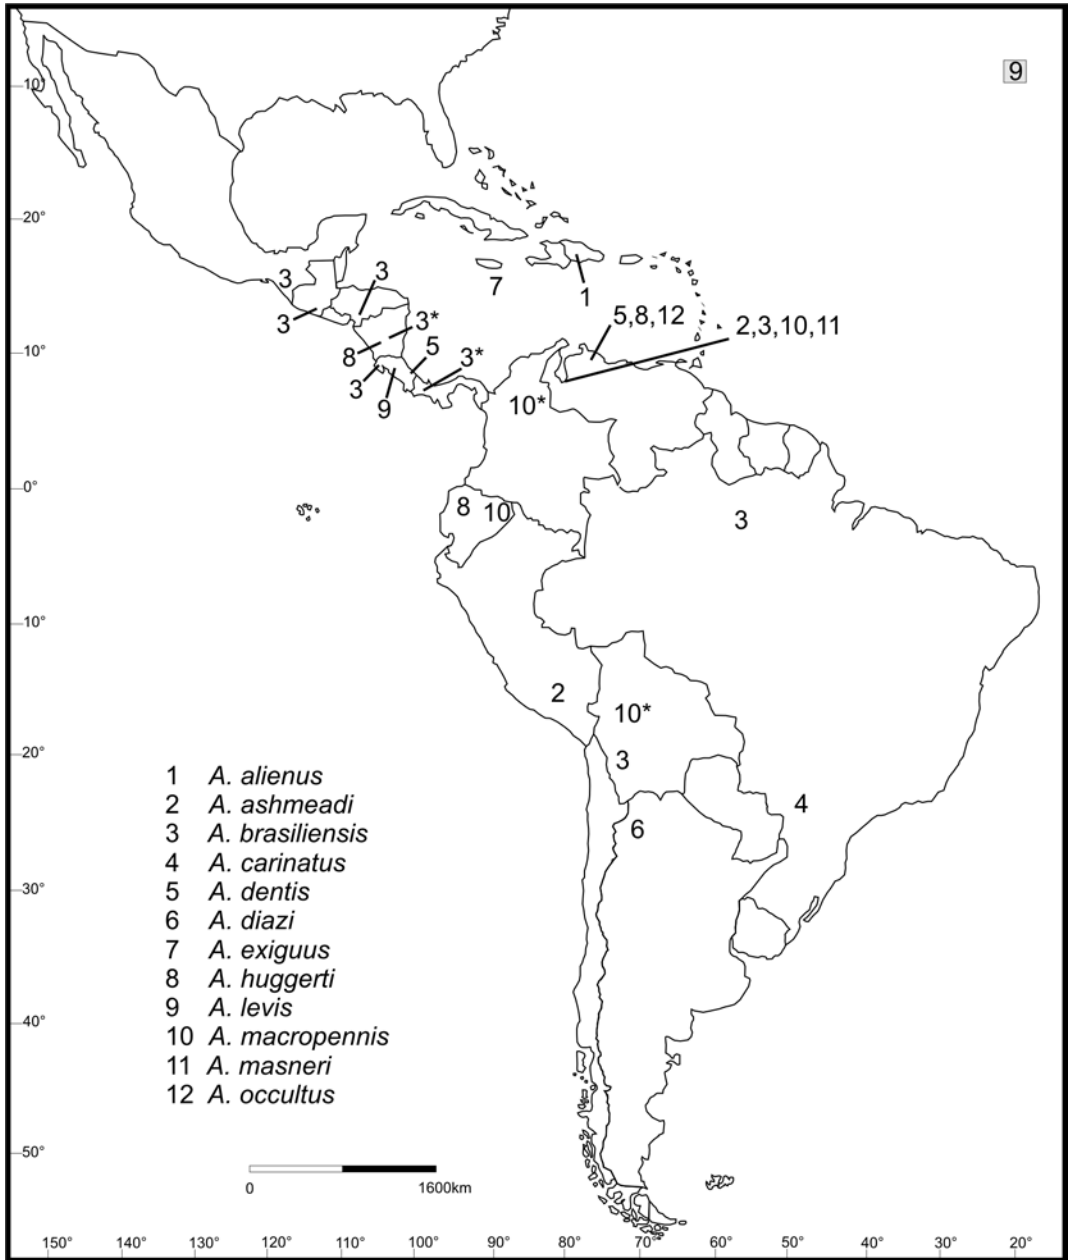 9
10°
20°
3
3
7
1
3
3*
5,8,12
2,3,10,11
8
5
3*
10°
3
9
10*
0°
8
10
3
10°
2
10*
20°
3
4
6
1 A. alienus
2 A. ashmeadi
3 A. brasiliensis
4 A. carinatus
5 A. dentis
6 A. diazi
7 A. exiguus
8 A. huggerti
9 A. levis
10 A. macropennis
11 A. masneri
12 A. occultus
30°
40°
50°
0 1600km
150° 140° 130° 120° 110° 100° 90° 80° 70° 60° 50° 40° 30° 20°